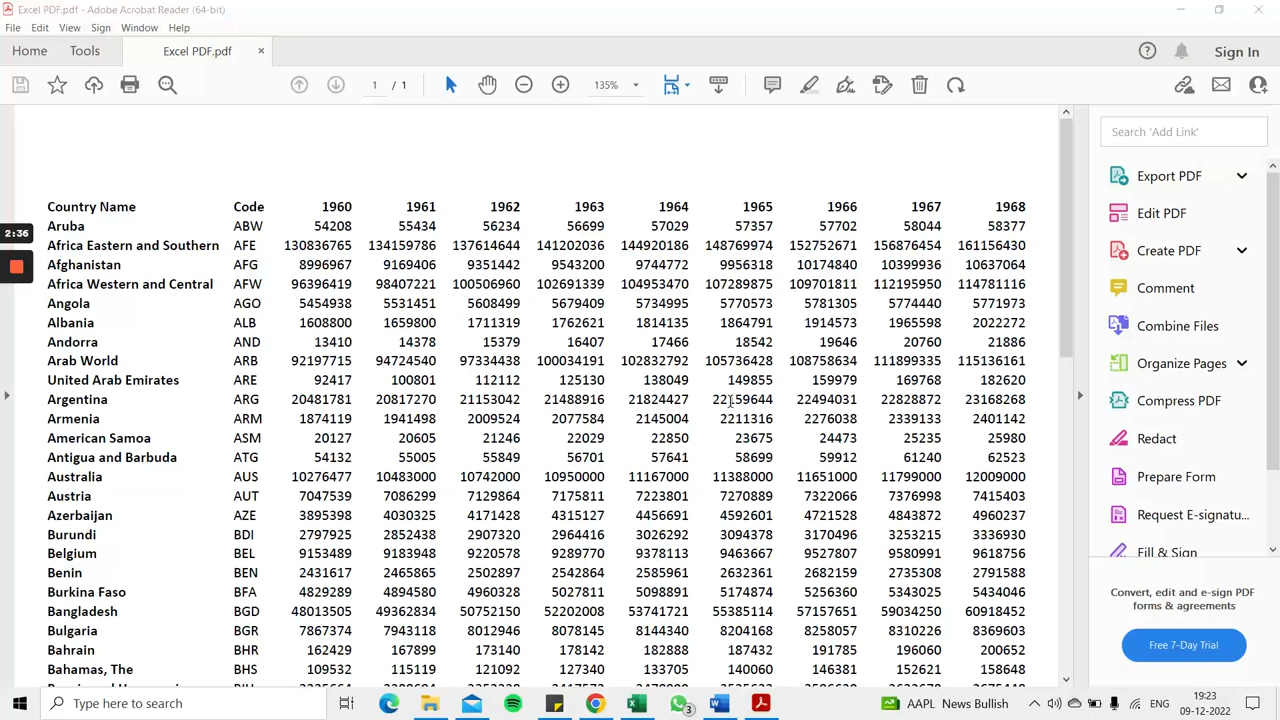 Excel PDF.pdf - Adobe Acrobat Reader (64-bit)
File Edit View Sign Window Help
Home Tools Excel PDF.pdf × Sign In
1 / 1 135%
Search 'Add Link'
Export PDF
Edit PDF
Create PDF
Comment
Combine Files
Organize Pages
Compress PDF
Redact
Prepare Form
Request E-signatu...
Fill & Sign
Convert, edit and e-sign PDF
forms & agreements
Free 7-Day Trial
2:36
Country Name Code 1960 1961 1962 1963 1964 1965 1966 1967 1968
Aruba ABW 54208 55434 56234 56699 57029 57357 57702 58044 58377
Africa Eastern and Southern AFE 130836765 134159786 137614644 141202036 144920186 148769974 152752671 156876454 161156430
Afghanistan AFG 8996967 9169406 9351442 9543200 9744772 9956318 10174840 10399936 10637064
Africa Western and Central AFW 96396419 98407221 100506960 102691339 104953470 107289875 109701811 112195950 114781116
Angola AGO 5454938 5531451 5608499 5679409 5734995 5770573 5781305 5774440 5771973
Albania ALB 1608800 1659800 1711319 1762621 1814135 1864791 1914573 1965598 2022272
Andorra AND 13410 14378 15379 16407 17466 18542 19646 20760 21886
Arab World ARB 92197715 94724540 97334438 100034191 102832792 105736428 108758634 111899335 115136161
United Arab Emirates ARE 92417 100801 112112 125130 138049 149855 159979 169768 182620
Argentina ARG 20481781 20817270 21153042 21488916 21824427 22159644 22494031 22828872 23168268
Armenia ARM 1874119 1941498 2009524 2077584 2145004 2211316 2276038 2339133 2401142
American Samoa ASM 20127 20605 21246 22029 22850 23675 24473 25235 25980
Antigua and Barbuda ATG 54132 55005 55849 56701 57641 58699 59912 61240 62523
Australia AUS 10276477 10483000 10742000 10950000 11167000 11388000 11651000 11799000 12009000
Austria AUT 7047539 7086299 7129864 7175811 7223801 7270889 7322066 7376998 7415403
Azerbaijan AZE 3895398 4030325 4171428 4315127 4456691 4592601 4721528 4843872 4960237
Burundi BDI 2797925 2852438 2907320 2964416 3026292 3094378 3170496 3253215 3336930
Belgium BEL 9153489 9183948 9220578 9289770 9378113 9463667 9527807 9580991 9618756
Benin BEN 2431617 2465865 2502897 2542864 2585961 2632361 2682159 2735308 2791588
Burkina Faso BFA 4829289 4894580 4960328 5027811 5098891 5174874 5256360 5343025 5434046
Bangladesh BGD 48013505 49362834 50752150 52202008 53741721 55385114 57157651 59034250 60918452
Bulgaria BGR 7867374 7943118 8012946 8078145 8144340 8204168 8258057 8310226 8369603
Bahrain BHR 162429 167899 173140 178142 182888 187432 191785 196060 200652
Bahamas, The BHS 109532 115119 121092 127340 133705 140060 146381 152621 158648
Type here to search
3
AAPL News Bullish
19:23
09-12-2022